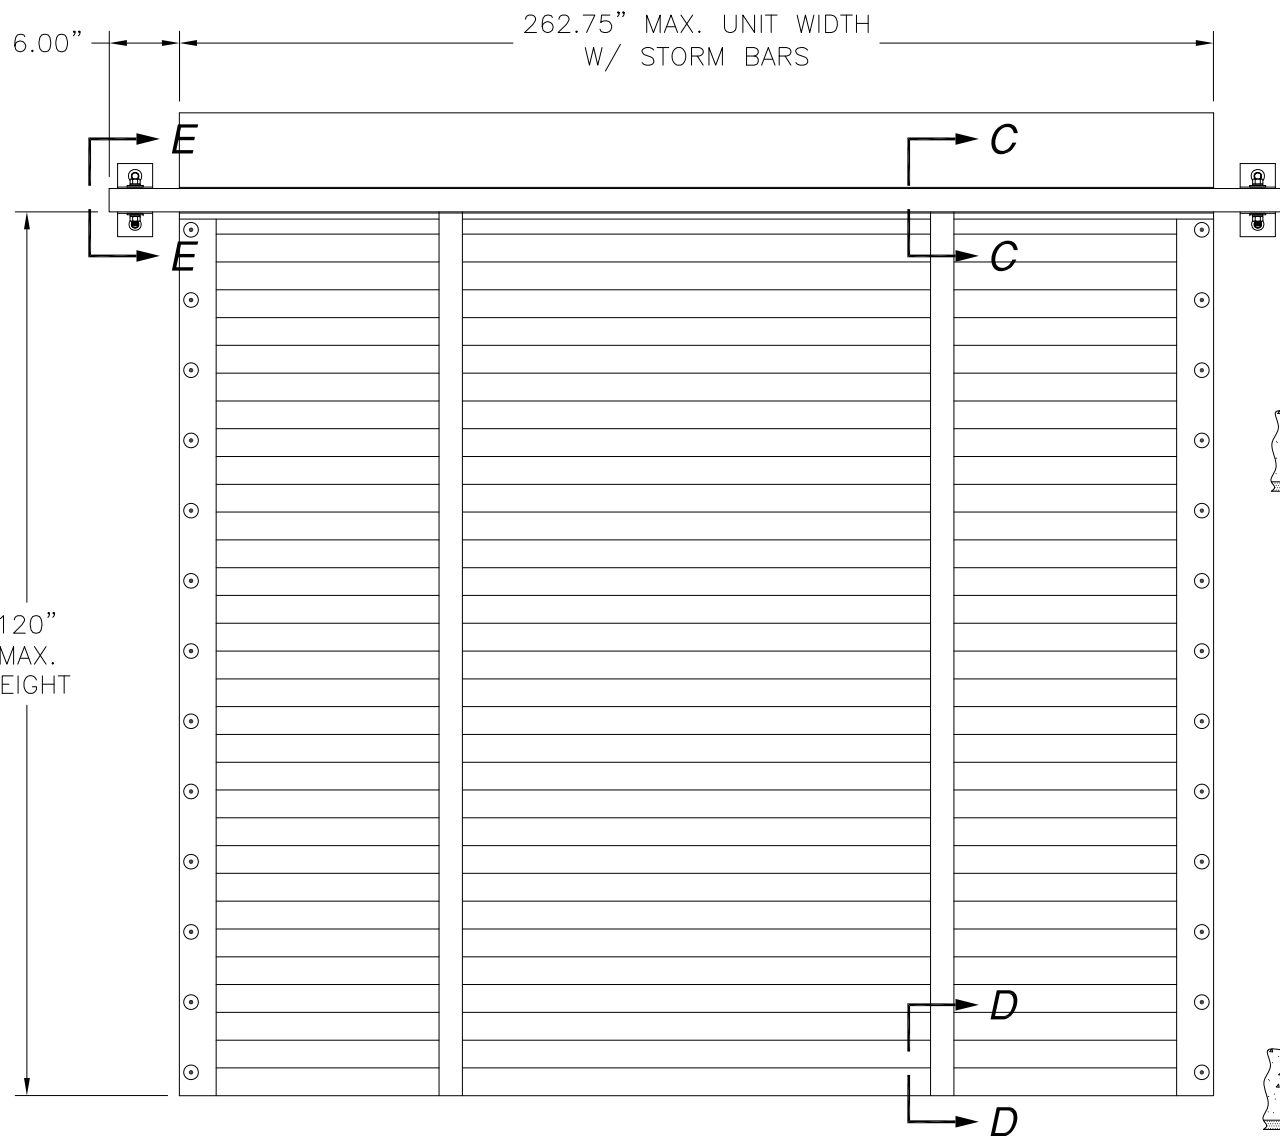 262.75” MAX. UNIT WIDTH
W/ STORM BARS
6.00”
E
C
E
C
120”
MAX.
EIGHT
D
D